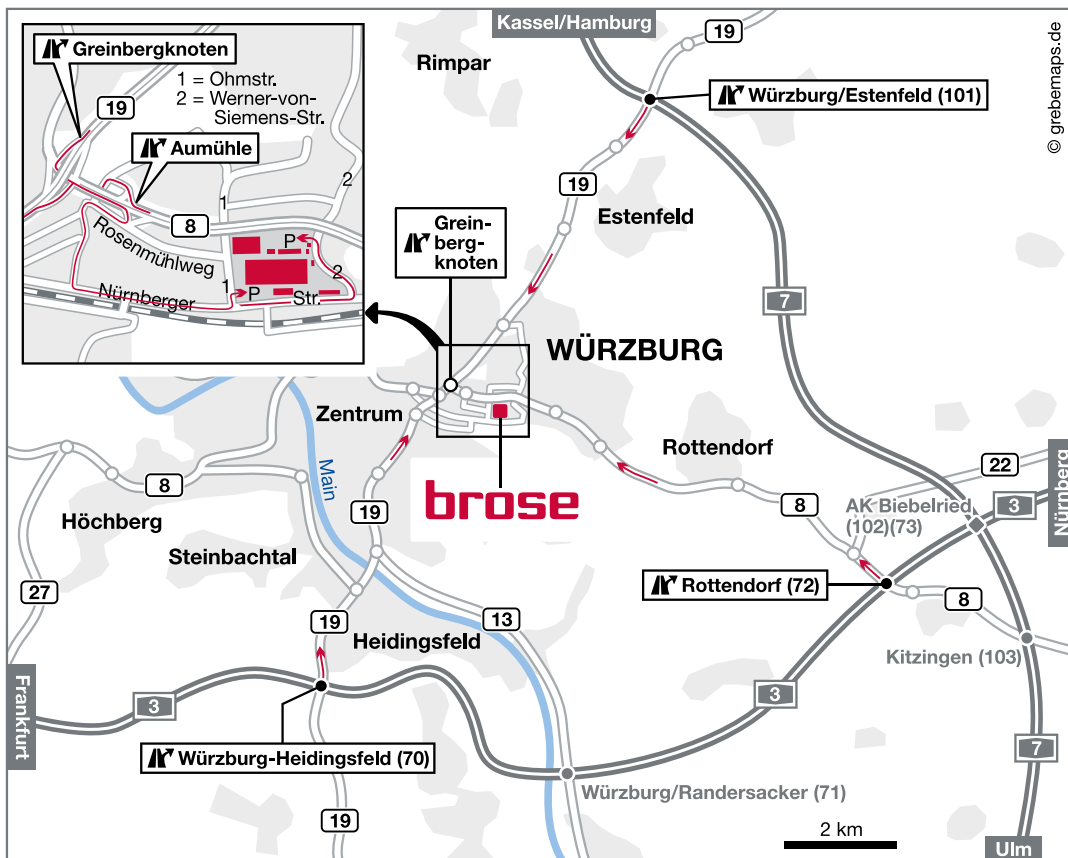 Kassel/Hamburg
19
© grebemaps.de
Greinbergknoten
1 = Ohmstr.
2 = Werner-von-
Siemens-Str.
19
Aumühle
8
1
2
Rosenmühlweg
P
2
1
P
Nürnberger
Str.
Rimpar
Würzburg/Estenfeld (101)
19
Estenfeld
Grein-
berg-
knoten
7
WÜRZBURG
Zentrum
Rottendorf
22
Nürnberg
3
Main
8
brose
19
8
AK Biebelried
(102)(73)
Höchberg
Steinbachtal
27
Rottendorf (72)
8
19
13
Heidingsfeld
Kitzingen (103)
Frankfurt
3
3
7
Würzburg-Heidingsfeld (70)
Würzburg/Randersacker (71)
19
2 km
Ulm